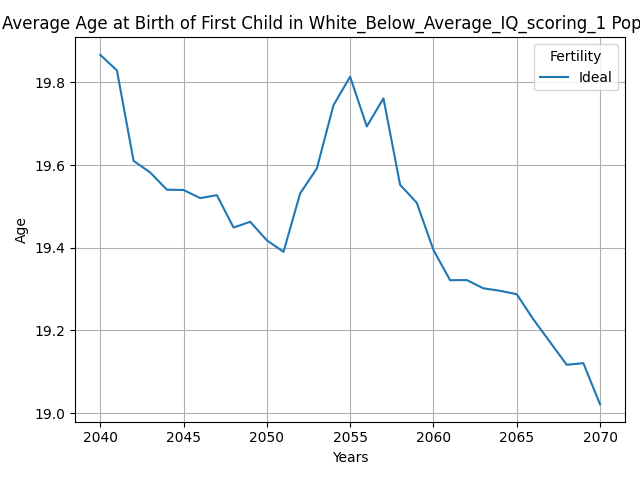 Average Age at Birth of First Child in White_Below_Average_IQ_scoring_1 Pop
Fertility
Ideal
19.8
19.6
19.4
19.2
19.0
Age
2040 2045 2050 2055 2060 2065 2070
Years